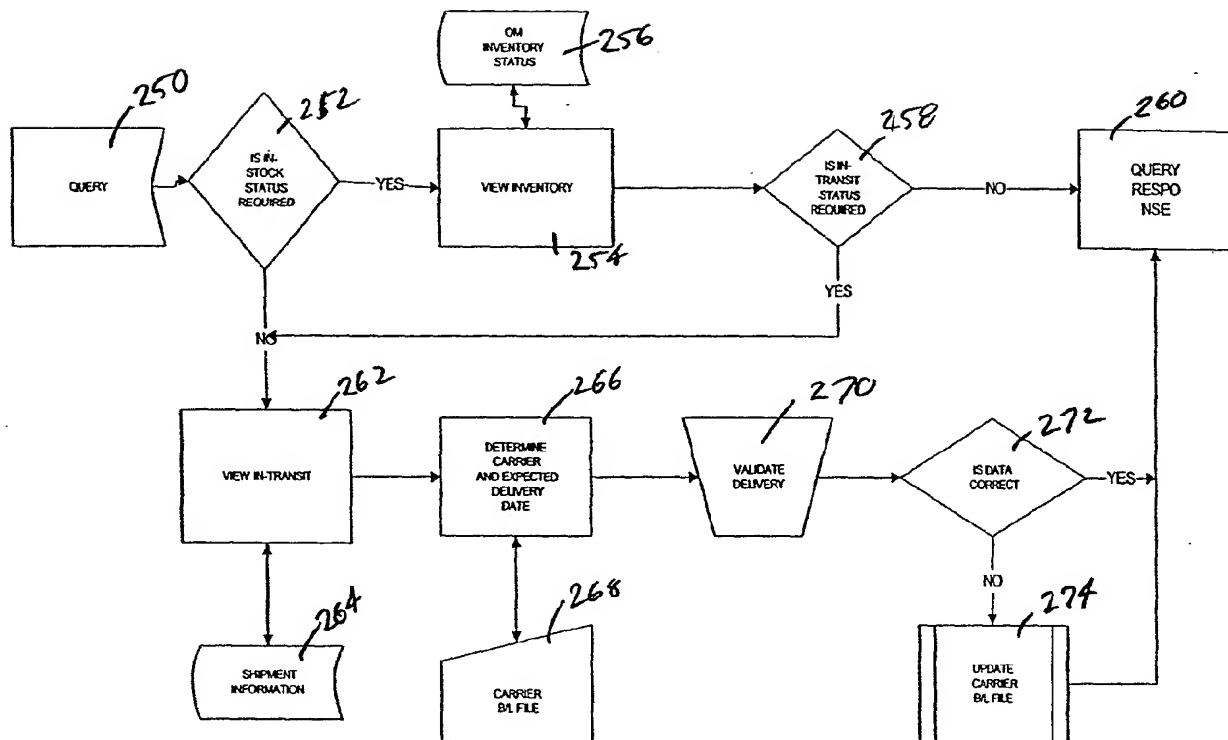 OM
INVENTORY
STATUS
256
250
252
258
260
QUERY
IS IN-
STOCK
STATUS
REQUIRED
YES
VIEW INVENTORY
254
IS IN-
TRANSIT
STATUS
REQUIRED
NO
QUERY
RESPO
NSE
YES
NO
262
266
270
272
VIEW IN-TRANSIT
DETERMINE
CARRIER
AND EXPECTED
DELIVERY
DATE
VALIDATE
DELIVERY
IS DATA
CORRECT
YES
NO
264
268
274
SHIPMENT
INFORMATION
CARRIER
B/L FILE
UPDATE
CARRIER
B/L FILE